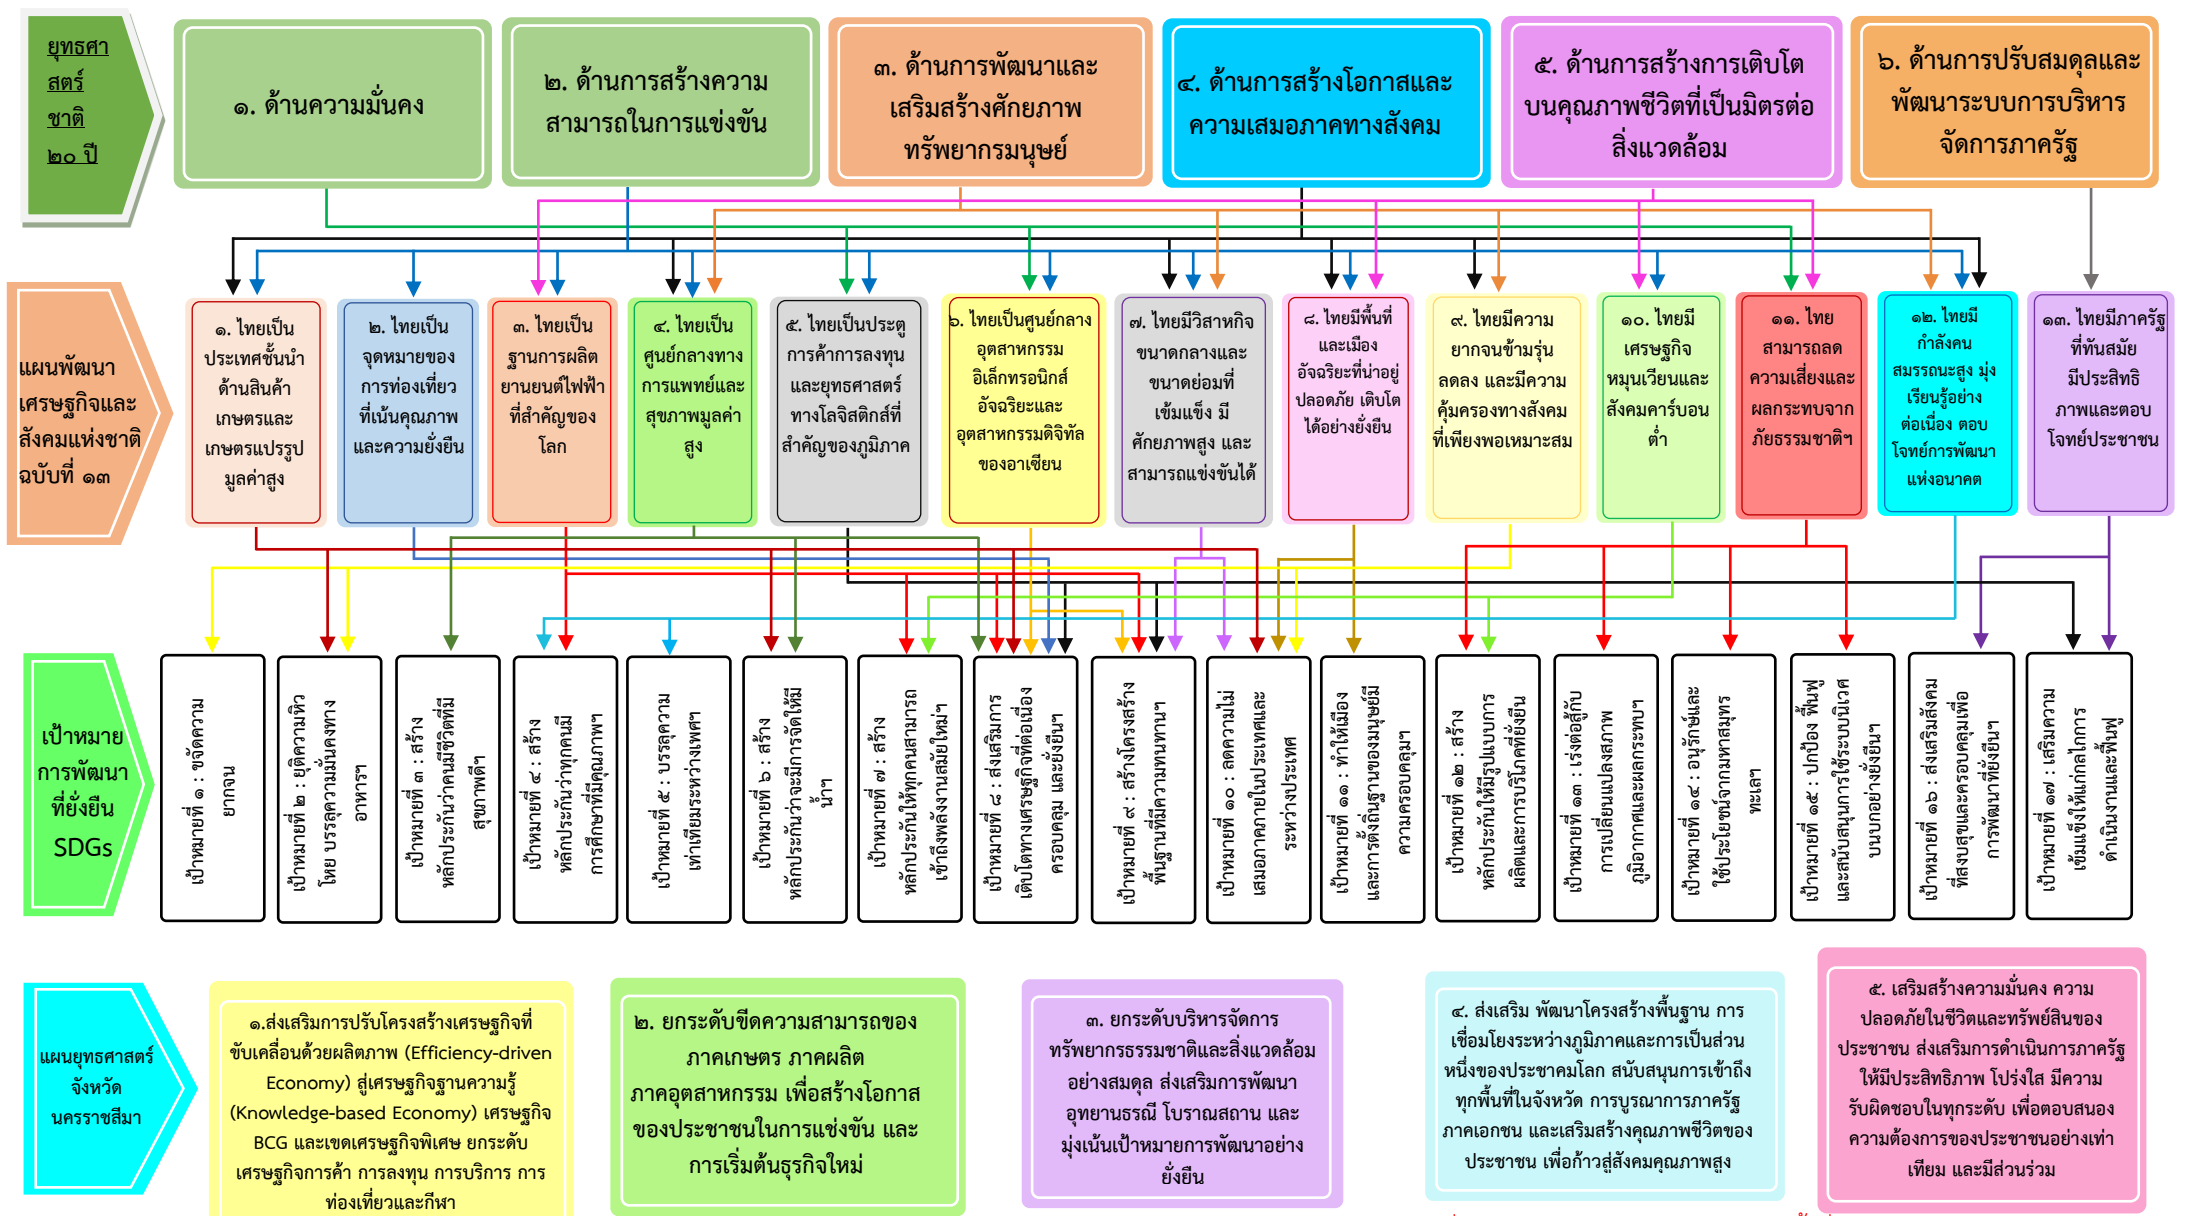 ยุทธศา
สตร์
ชาติ
๒๐ ปี
๑. ด้านความมั่นคง
๒. ด้านการสร้างความ
สามารถในการแข่งขัน
๓. ด้านการพัฒนาและ
เสริมสร้างศักยภาพ
ทรัพยากรมนุษย์
๔. ด้านการสร้างโอกาสและ
ความเสมอภาคทางสังคม
๕. ด้านการสร้างการเติบโต
บนคุณภาพชีวิตที่เป็นมิตรต่อ
สิ่งแวดล้อม
๖. ด้านการปรับสมดุลและ
พัฒนาระบบการบริหาร
จัดการภาครัฐ
แผนพัฒนา
เศรษฐกิจและ
สังคมแห่งชาติ
ฉบับที่ ๑๓
๑. ไทยเป็น
ประเทศชั้นนำ
ด้านสินค้า
เกษตรและ
เกษตรแปรรูป
มูลค่าสูง
๒. ไทยเป็น
จุดหมายของ
การท่องเที่ยว
ที่เน้นคุณภาพ
และความยั่งยืน
๓. ไทยเป็น
ฐานการผลิต
ยานยนต์ไฟฟ้า
ที่สำคัญของ
โลก
๔. ไทยเป็น
ศูนย์กลางทาง
การแพทย์และ
สุขภาพมูลค่า
สูง
๕. ไทยเป็นประตู
การค้าการลงทุน
และยุทธศาสตร์
ทางโลจิสติกส์ที่
สำคัญของภูมิภาค
๖. ไทยเป็นศูนย์กลาง
อุตสาหกรรม
อิเล็กทรอนิกส์
อัจฉริยะและ
อุตสาหกรรมดิจิทัล
ของอาเซียน
๗. ไทยมีวิสาหกิจ
ขนาดกลางและ
ขนาดย่อมที่
เข้มแข็ง มี
ศักยภาพสูง และ
สามารถแข่งขันได้
๘. ไทยมีพื้นที่
และเมือง
อัจฉริยะที่น่าอยู่
ปลอดภัย เติบโต
ได้อย่างยั่งยืน
๙. ไทยมีความ
ยากจนข้ามรุ่น
ลดลง และมีความ
คุ้มครองทางสังคม
ที่เพียงพอเหมาะสม
๑๐. ไทยมี
เศรษฐกิจ
หมุนเวียนและ
สังคมคาร์บอน
ต่ำ
๑๑. ไทย
สามารถลด
ความเสี่ยงและ
ผลกระทบจาก
ภัยธรรมชาติฯ
๑๒. ไทยมี
กำลังคน
สมรรถนะสูง มุ่ง
เรียนรู้อย่าง
ต่อเนื่อง ตอบ
โจทย์การพัฒนา
แห่งอนาคต
๑๓. ไทยมีภาครัฐ
ที่ทันสมัย
มีประสิทธิ
ภาพและตอบ
โจทย์ประชาชน
เป้าหมาย
การพัฒนา
ที่ยั่งยืน
SDGs
เป้าหมายที่ ๑ : ขจัดความ
ยากจน
เป้าหมายที่ ๒ : ยุติความหิว
โหย บรรลุความมั่นคงทาง
อาหารฯ
เป้าหมายที่ ๓ : สร้าง
หลักประกันว่าคนมีชีวิตที่มี
สุขภาพดีฯ
เป้าหมายที่ ๔ : สร้าง
หลักประกันว่าทุกคนมี
การศึกษาที่มีคุณภาพฯ
เป้าหมายที่ ๕ : บรรลุความ
เท่าเทียมระหว่างเพศฯ
เป้าหมายที่ ๖ : สร้าง
หลักประกันว่าจะมีการจัดให้มี
น้ำฯ
เป้าหมายที่ ๗ : สร้าง
หลักประกันให้ทุกคนสามารถ
เข้าถึงพลังงานสมัยใหม่ฯ
เป้าหมายที่ ๘ : ส่งเสริมการ
เติบโตทางเศรษฐกิจที่ต่อเนื่อง
ครอบคลุม และยั่งยืนฯ
เป้าหมายที่ ๙ : สร้างโครงสร้าง
พื้นฐานที่มีความทนทานฯ
เป้าหมายที่ ๑๐ : ลดความไม่
เสมอภาคภายในประเทศและ
ระหว่างประเทศ
เป้าหมายที่ ๑๑ : ทำให้เมือง
และการตั้งถิ่นฐานของมนุษย์มี
ความครอบคลุมฯ
เป้าหมายที่ ๑๒ : สร้าง
หลักประกันให้มีรูปแบบการ
ผลิตและการบริโภคที่ยั่งยืน
เป้าหมายที่ ๑๓ : เร่งต่อสู้กับ
การเปลี่ยนแปลงสภาพ
ภูมิอากาศและผลกระทบฯ
เป้าหมายที่ ๑๔ : อนุรักษ์และ
ใช้ประโยชน์จากมหาสมุทร
ทะเลฯ
เป้าหมายที่ ๑๕ : ปกป้อง ฟื้นฟู
และสนับสนุนการใช้ระบบนิเวศ
บนบกอย่างยั่งยืนฯ
เป้าหมายที่ ๑๖ : ส่งเสริมสังคม
ที่สงบสุขและครอบคลุมเพื่อ
การพัฒนาที่ยั่งยืนฯ
เป้าหมายที่ ๑๗ : เสริมความ
เข้มแข็งให้แก่กลไกการ
ดำเนินงานและฟื้นฟู
แผนยุทธศาสตร์
จังหวัด
นครราชสีมา
๑.ส่งเสริมการปรับโครงสร้างเศรษฐกิจที่
ขับเคลื่อนด้วยผลิตภาพ (Efficiency-driven
Economy) สู่เศรษฐกิจฐานความรู้
(Knowledge-based Economy) เศรษฐกิจ
BCG และเขตเศรษฐกิจพิเศษ ยกระดับ
เศรษฐกิจการค้า การลงทุน การบริการ การ
ท่องเที่ยวและกีฬา
๒. ยกระดับขีดความสามารถของ
ภาคเกษตร ภาคผลิต
ภาคอุตสาหกรรม เพื่อสร้างโอกาส
ของประชาชนในการแช่งขัน และ
การเริ่มต้นธุรกิจใหม่
๓. ยกระดับบริหารจัดการ
ทรัพยากรธรรมชาติและสิ่งแวดล้อม
อย่างสมดุล ส่งเสริมการพัฒนา
อุทยานธรณี โบราณสถาน และ
มุ่งเน้นเป้าหมายการพัฒนาอย่าง
ยั่งยืน
๔. ส่งเสริม พัฒนาโครงสร้างพื้นฐาน การ
เชื่อมโยงระหว่างภูมิภาคและการเป็นส่วน
หนึ่งของประชาคมโลก สนับสนุนการเข้าถึง
ทุกพื้นที่ในจังหวัด การบูรณาการภาครัฐ
ภาคเอกชน และเสริมสร้างคุณภาพชีวิตของ
ประชาชน เพื่อก้าวสู่สังคมคุณภาพสูง
๕. เสริมสร้างความมั่นคง ความ
ปลอดภัยในชีวิตและทรัพย์สินของ
ประชาชน ส่งเสริมการดำเนินการภาครัฐ
ให้มีประสิทธิภาพ โปร่งใส มีความ
รับผิดชอบในทุกระดับ เพื่อตอบสนอง
ความต้องการของประชาชนอย่างเท่า
เทียม และมีส่วนร่วม